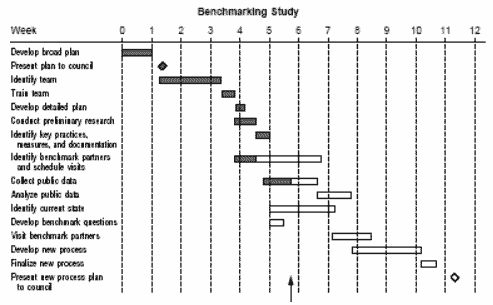 Benchmarking Study
Week 0 1 2 3 4 5 6 7 8 9 10 11 12
Develop broad plan
Present plan to council
Identify team
Train team
Develop detailed plan
Conduct preliminary research
Identify key practices,
measures, and documentation
Identify benchmark partners
and schedule visits
Collect public data
Analyze public data
Identify current state
Develop benchmark questions
Visit benchmark partners
Develop new process
Finalize new process
Present new process plan
to council